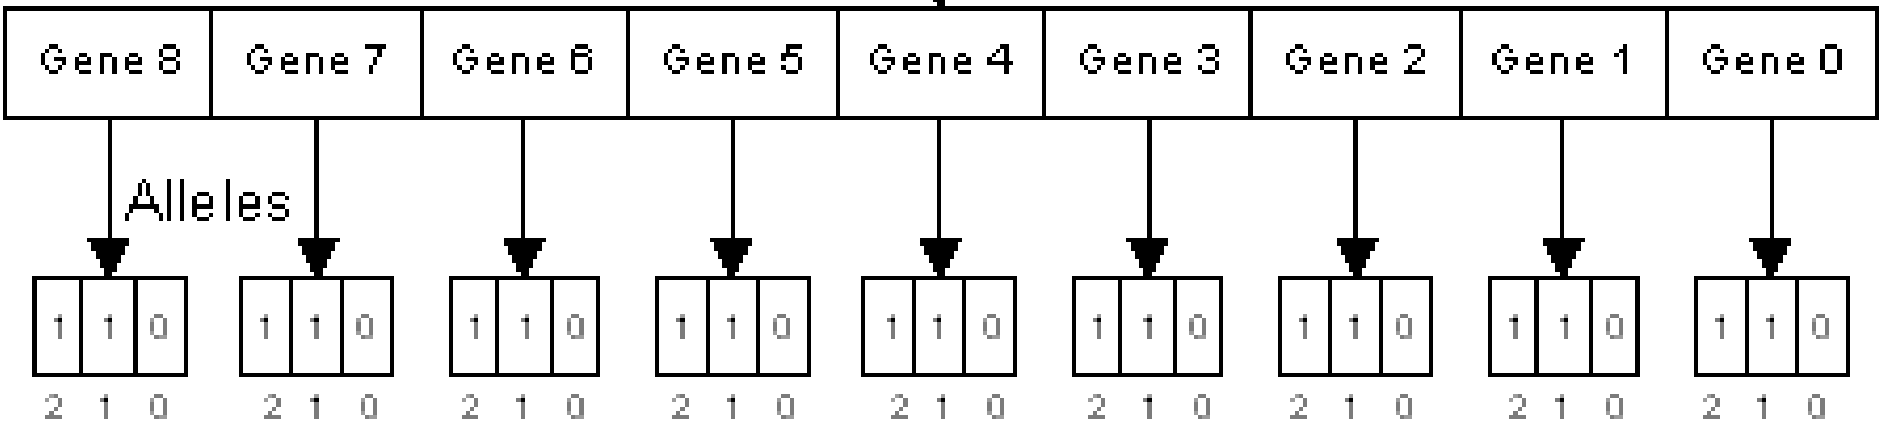 Gene 8 Gene 7 Gene 6 Gene 5 Gene 4 Gene 3 Gene 2 Gene 1 Gene 0
Alleles
1 1 0 1 1 0 1 1 0 1 1 0 1 1 0 1 1 0 1 1 0 1 1 0 1 1 0
2 1 0 2 1 0 2 1 0 2 1 0 2 1 0 2 1 0 2 1 0 2 1 0 2 1 0